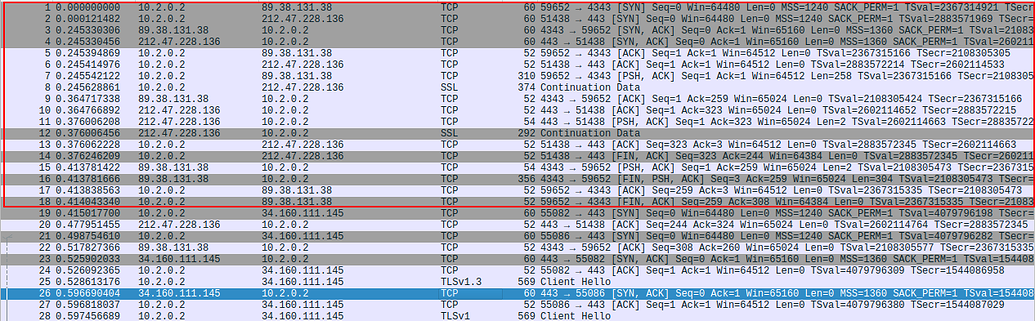 1 0.000000000 10.2.0.2 89.38.131.38 TCP 60 59652 → 4343 [SYN] Seq=0 Win=64480 Len=0 MSS=1240 SACK_PERM=1 TSval=2367314921 TSecr
2 0.000121482 10.2.0.2 212.47.228.136 TCP 60 51438 → 443 [SYN] Seq=0 Win=64480 Len=0 MSS=1240 SACK_PERM=1 TSval=2883571969 TSecr=
3 0.245330306 89.38.131.38 10.2.0.2 TCP 60 4343 → 59652 [SYN, ACK] Seq=0 Ack=1 Win=65160 Len=0 MSS=1360 SACK_PERM=1 TSval=21083
4 0.245330456 212.47.228.136 10.2.0.2 TCP 60 443 → 51438 [SYN, ACK] Seq=0 Ack=1 Win=65160 Len=0 MSS=1360 SACK_PERM=1 TSval=260211
5 0.245394869 10.2.0.2 89.38.131.38 TCP 52 59652 → 4343 [ACK] Seq=1 Ack=1 Win=64512 Len=0 TSval=2367315166 TSecr=2108305305
6 0.245414976 10.2.0.2 212.47.228.136 TCP 52 51438 → 443 [ACK] Seq=1 Ack=1 Win=64512 Len=0 TSval=2883572214 TSecr=2602114533
7 0.245542122 10.2.0.2 89.38.131.38 TCP 310 59652 → 4343 [PSH, ACK] Seq=1 Ack=1 Win=64512 Len=258 TSval=2367315166 TSecr=2108305
8 0.245628861 10.2.0.2 212.47.228.136 SSL 374 Continuation Data
9 0.364717338 89.38.131.38 10.2.0.2 TCP 52 4343 → 59652 [ACK] Seq=1 Ack=259 Win=65024 Len=0 TSval=2108305424 TSecr=2367315166
10 0.364766892 212.47.228.136 10.2.0.2 TCP 52 443 → 51438 [ACK] Seq=1 Ack=323 Win=65024 Len=0 TSval=2602114652 TSecr=2883572215
11 0.376006208 212.47.228.136 10.2.0.2 TCP 54 443 → 51438 [PSH, ACK] Seq=1 Ack=323 Win=65024 Len=2 TSval=2602114663 TSecr=2883572
12 0.376006456 212.47.228.136 10.2.0.2 SSL 292 Continuation Data
13 0.376062228 10.2.0.2 212.47.228.136 TCP 52 51438 → 443 [ACK] Seq=323 Ack=3 Win=64512 Len=0 TSval=2883572345 TSecr=2602114663
14 0.376246209 10.2.0.2 212.47.228.136 TCP 52 51438 → 443 [FIN, ACK] Seq=323 Ack=244 Win=64384 Len=0 TSval=2883572345 TSecr=260211
15 0.413781422 89.38.131.38 10.2.0.2 TCP 54 4343 → 59652 [PSH, ACK] Seq=1 Ack=259 Win=65024 Len=2 TSval=2108305473 TSecr=2367315
16 0.413781666 89.38.131.38 10.2.0.2 TCP 356 4343 → 59652 [FIN, PSH, ACK] Seq=3 Ack=259 Win=65024 Len=304 TSval=2108305473 TSecr=
17 0.413838563 10.2.0.2 89.38.131.38 TCP 52 59652 → 4343 [ACK] Seq=259 Ack=3 Win=64512 Len=0 TSval=2367315335 TSecr=2108305473
18 0.414043340 10.2.0.2 89.38.131.38 TCP 52 59652 → 4343 [FIN, ACK] Seq=259 Ack=308 Win=64384 Len=0 TSval=2367315335 TSecr=21083
19 0.415017700 10.2.0.2 34.160.111.145 TCP 60 55082 → 443 [SYN] Seq=0 Win=64480 Len=0 MSS=1240 SACK_PERM=1 TSval=4079796198 TSecr=
20 0.477951455 212.47.228.136 10.2.0.2 TCP 52 443 → 51438 [ACK] Seq=244 Ack=324 Win=65024 Len=0 TSval=2602114764 TSecr=2883572345
21 0.498754610 10.2.0.2 34.160.111.145 TCP 60 55086 → 443 [SYN] Seq=0 Win=64480 Len=0 MSS=1240 SACK_PERM=1 TSval=4079796282 TSecr=
22 0.517827366 89.38.131.38 10.2.0.2 TCP 52 4343 → 59652 [ACK] Seq=308 Ack=260 Win=65024 Len=0 TSval=2108305577 TSecr=2367315335
23 0.525902033 34.160.111.145 10.2.0.2 TCP 60 443 → 55082 [SYN, ACK] Seq=0 Ack=1 Win=65160 Len=0 MSS=1360 SACK_PERM=1 TSval=154408
24 0.526092365 10.2.0.2 34.160.111.145 TCP 52 55082 → 443 [ACK] Seq=1 Ack=1 Win=64512 Len=0 TSval=4079796309 TSecr=1544086958
25 0.528613176 10.2.0.2 34.160.111.145 TLSv1.3 569 Client Hello
26 0.596690404 34.160.111.145 10.2.0.2 TCP 60 443 → 55086 [SYN, ACK] Seq=0 Ack=1 Win=65160 Len=0 MSS=1360 SACK_PERM=1 TSval=154408
27 0.596818037 10.2.0.2 34.160.111.145 TCP 52 55086 → 443 [ACK] Seq=1 Ack=1 Win=64512 Len=0 TSval=4079796380 TSecr=1544087029
28 0.597456689 10.2.0.2 34.160.111.145 TLSv1 569 Client Hello